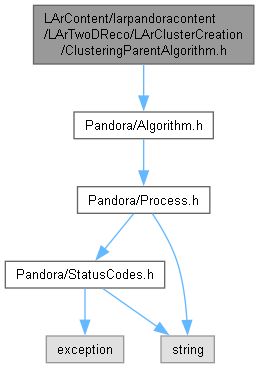 LArContent/larpandoracontent
/LArTwoDReco/LArClusterCreation
/ClusteringParentAlgorithm.h
Pandora/Algorithm.h
Pandora/Process.h
Pandora/StatusCodes.h
exception
string